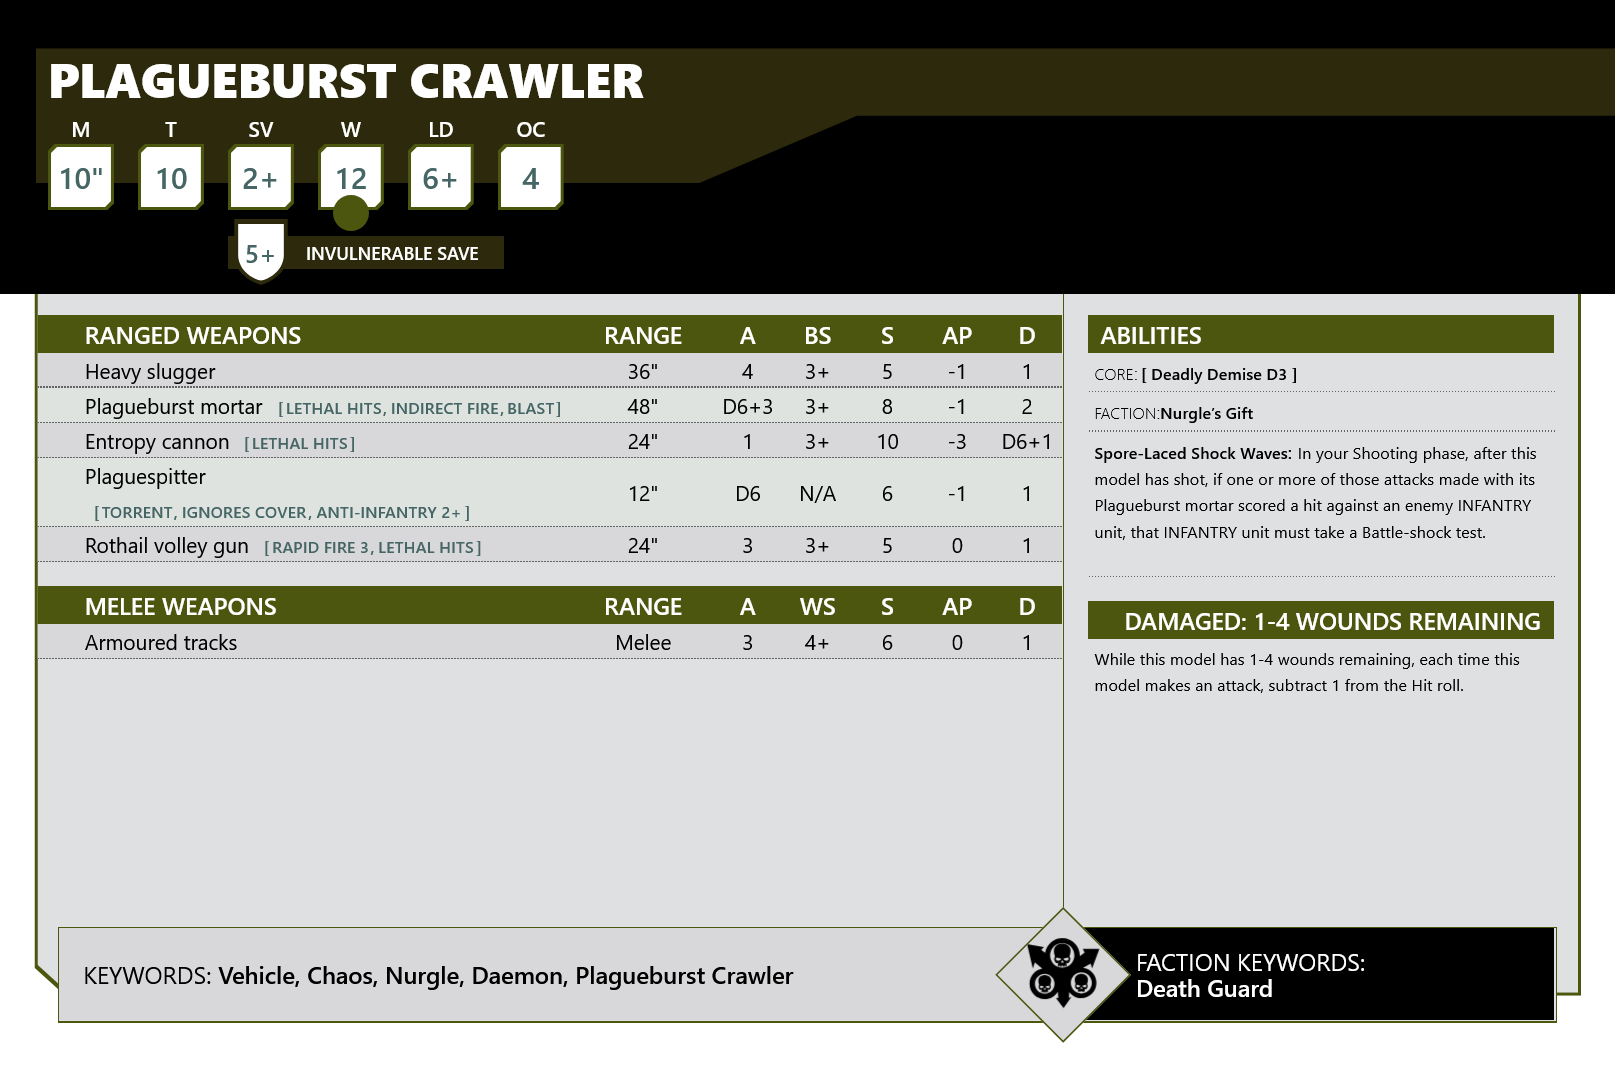 PLAGUEBURST CRAWLER
M T SV W LD OC
10" 10 2+ 12 6+ 4
5+ INVULNERABLE SAVE
RANGED WEAPONS RANGE A BS S AP D
Heavy slugger 36" 4 3+ 5 -1 1
Plagueburst mortar [LETHAL HITS, INDIRECT FIRE, BLAST] 48" D6+3 3+ 8 -1 2
Entropy cannon [LETHAL HITS] 24" 1 3+ 10 -3 D6+1
Plaguespitter
[TORRENT, IGNORES COVER, ANTI-INFANTRY 2+] 12" D6 N/A 6 -1 1
Rothail volley gun [RAPID FIRE 3, LETHAL HITS] 24" 3 3+ 5 0 1
MELEE WEAPONS RANGE A WS S AP D
Armoured tracks Melee 3 4+ 6 0 1
ABILITIES
CORE: [ Deadly Demise D3 ]
FACTION:Nurgle's Gift
Spore-Laced Shock Waves: In your Shooting phase, after this
model has shot, if one or more of those attacks made with its
Plagueburst mortar scored a hit against an enemy INFANTRY
unit, that INFANTRY unit must take a Battle-shock test.
DAMAGED: 1-4 WOUNDS REMAINING
While this model has 1-4 wounds remaining, each time this
model makes an attack, subtract 1 from the Hit roll.
KEYWORDS: Vehicle, Chaos, Nurgle, Daemon, Plagueburst Crawler
FACTION KEYWORDS:
Death Guard